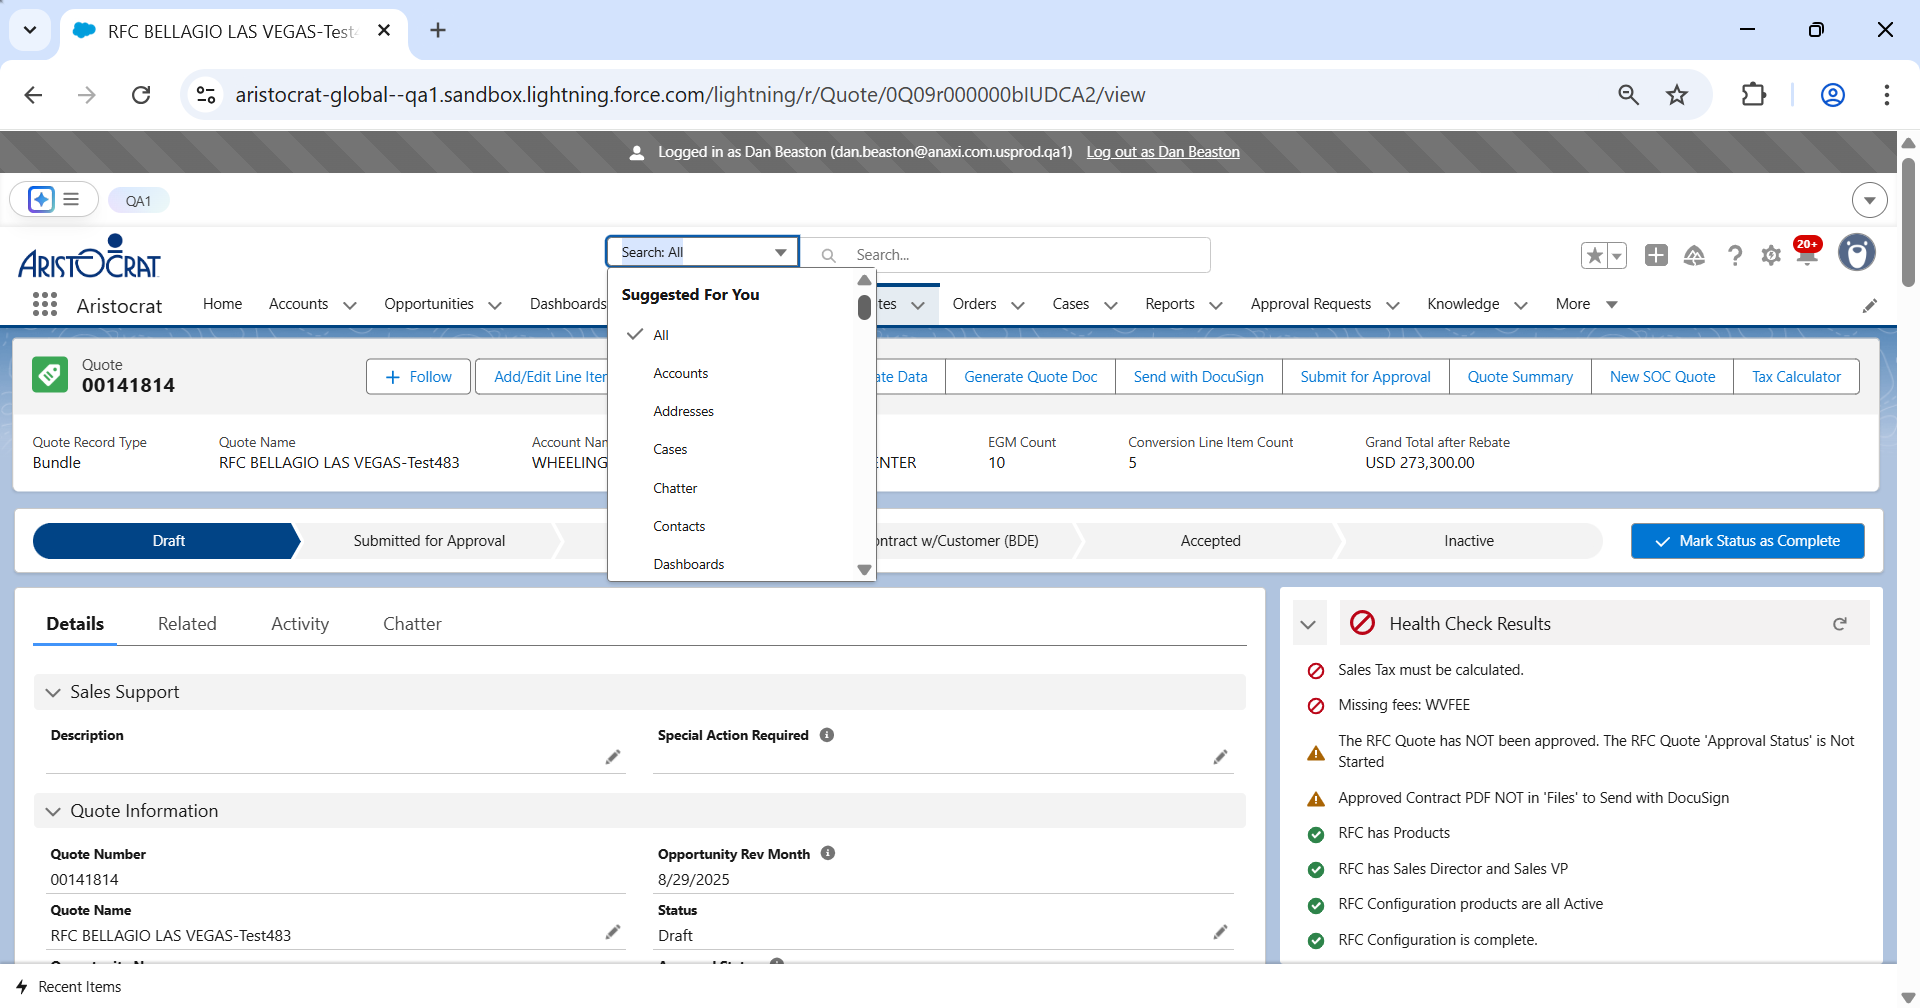 RFC BELLAGIO LAS VEGAS-Test4
aristocrat-global--qa1.sandbox.lightning.force.com/lightning/r/Quote/0Q09r000000bIUDCA2/view
Logged in as Dan Beaston (dan.beaston@anaxi.com.usprod.qa1) Log out as Dan Beaston
QA1
ARISTOCRAT
Search: All
Search...
20+
Aristocrat
Home
Accounts
Opportunities
Dashboards
tes
Orders
Cases
Reports
Approval Requests
Knowledge
More
Suggested For You
All
Accounts
Addresses
Cases
Chatter
Contacts
Dashboards
Quote
00141814
Follow
Add/Edit Line Iter
ate Data
Generate Quote Doc
Send with DocuSign
Submit for Approval
Quote Summary
New SOC Quote
Tax Calculator
Quote Record Type
Bundle
Quote Name
RFC BELLAGIO LAS VEGAS-Test483
Account Nar
WHEELING
ENTER
EGM Count
10
Conversion Line Item Count
5
Grand Total after Rebate
USD 273,300.00
Draft
Submitted for Approval
ontract w/Customer (BDE)
Accepted
Inactive
Mark Status as Complete
Details
Related
Activity
Chatter
Sales Support
Description
Special Action Required
Quote Information
Quote Number
00141814
Opportunity Rev Month
8/29/2025
Quote Name
RFC BELLAGIO LAS VEGAS-Test483
Status
Draft
Health Check Results
Sales Tax must be calculated.
Missing fees: WVFEE
The RFC Quote has NOT been approved. The RFC Quote 'Approval Status' is Not
Started
Approved Contract PDF NOT in 'Files' to Send with DocuSign
RFC has Products
RFC has Sales Director and Sales VP
RFC Configuration products are all Active
RFC Configuration is complete.
Recent Items